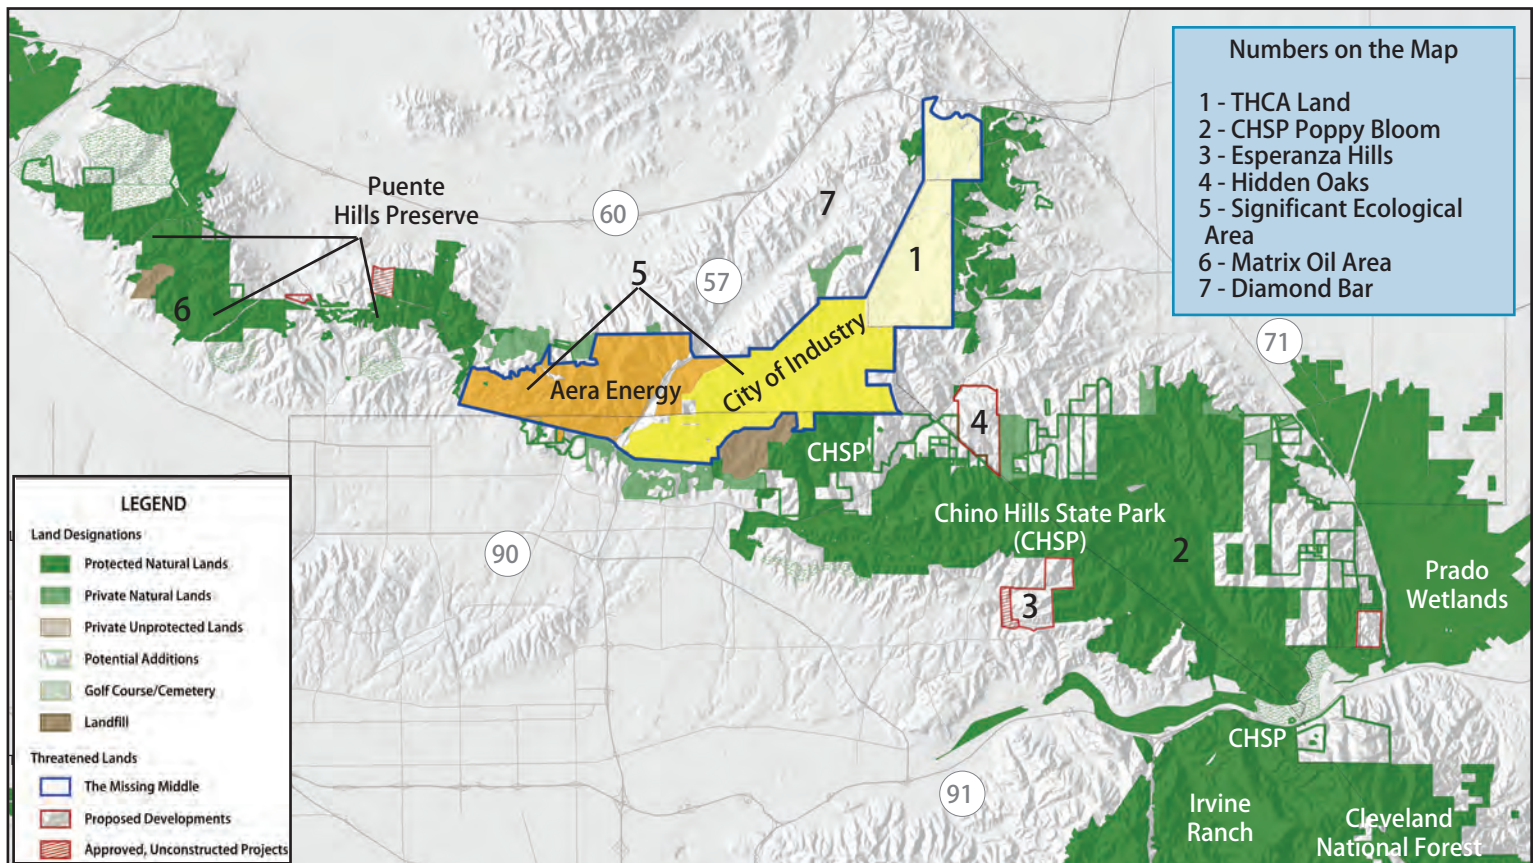 Numbers on the Map
1 - THCA Land
2 - CHSP Poppy Bloom
3 - Esperanza Hills
4 - Hidden Oaks
5 - Significant Ecological
Area
6 - Matrix Oil Area
7 - Diamond Bar
Puente
Hills Preserve
60
7
1
5
57
6
71
Aera Energy
City of Industry
4
CHSP
Chino Hills State Park
(CHSP)
2
90
3
Prado
Wetlands
CHSP
91
Irvine
Ranch
Cleveland
National Forest
LEGEND
Land Designations
Protected Natural Lands
Private Natural Lands
Private Unprotected Lands
Potential Additions
Golf Course/Cemetery
Landfill
Threatened Lands
The Missing Middle
Proposed Developments
Approved, Unconstructed Projects